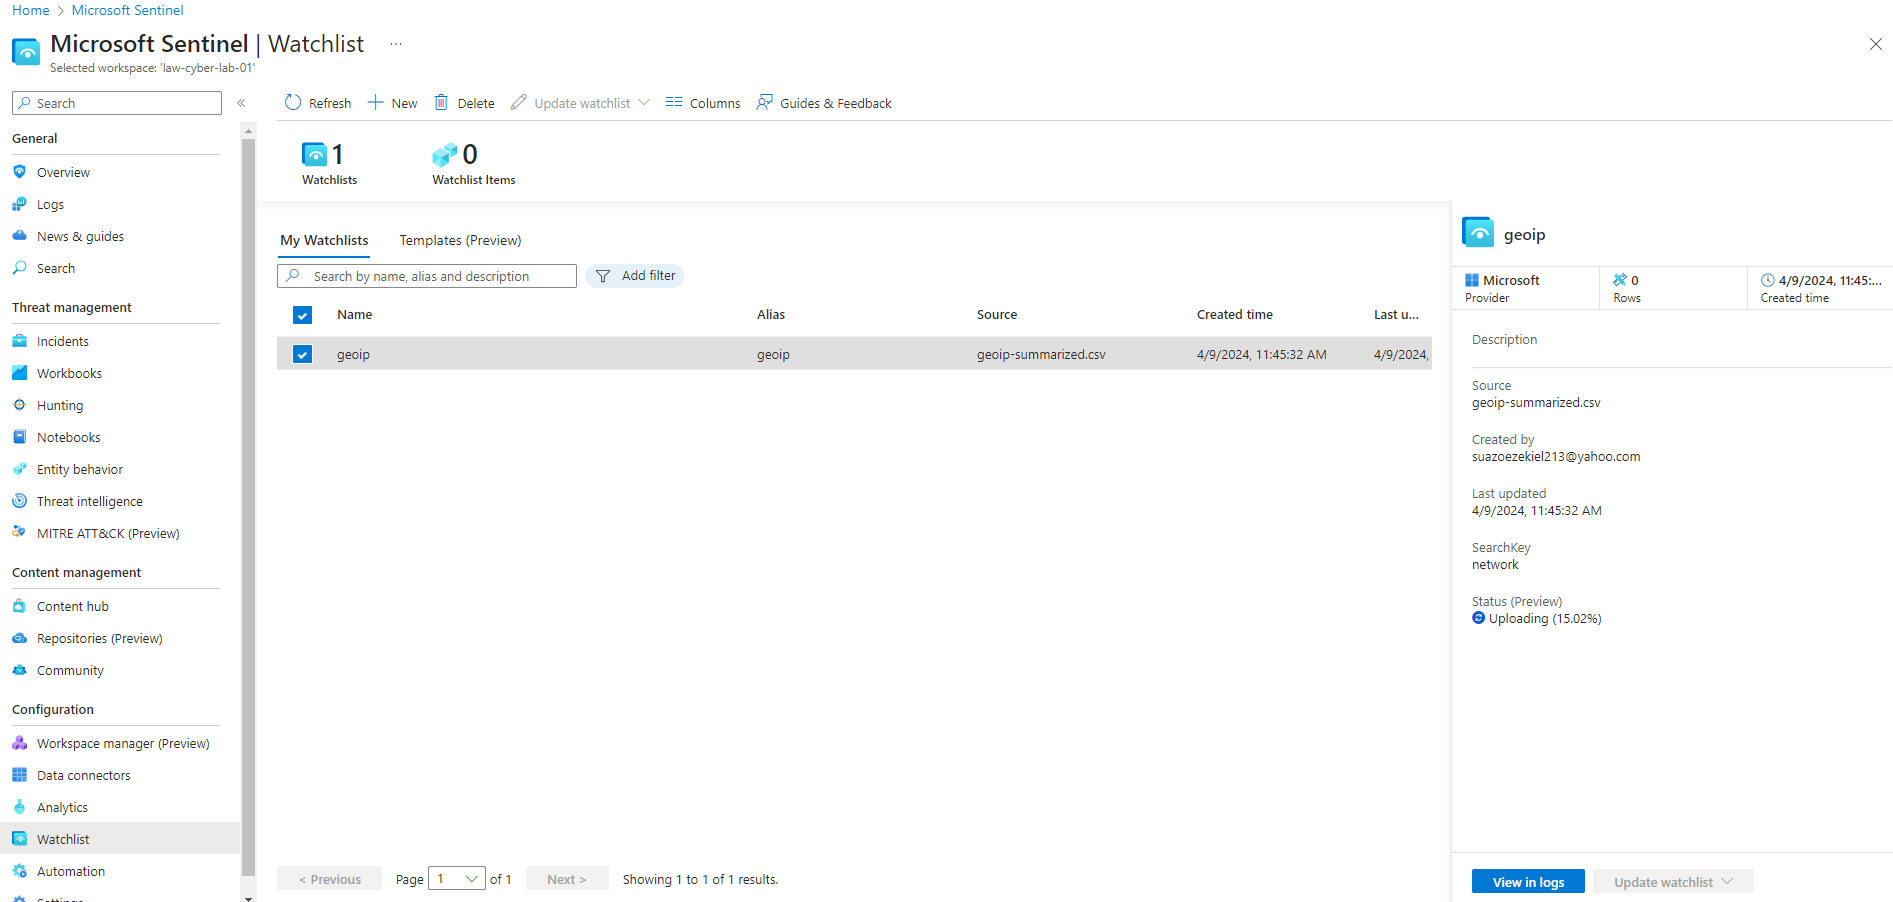 Home > Microsoft Sentinel
Microsoft Sentinel | Watchlist ...
Selected workspace: 'law-cyber-lab-01'
Search
«
General
Overview
Logs
News & guides
Search
Threat management
Incidents
Workbooks
Hunting
Notebooks
Entity behavior
Threat intelligence
MITRE ATT&CK (Preview)
Content management
Content hub
Repositories (Preview)
Community
Configuration
Workspace manager (Preview)
Data connectors
Analytics
Watchlist
Automation
Settings
Refresh New Delete Update watchlist Columns Guides & Feedback
1
Watchlists
0
Watchlist Items
My Watchlists Templates (Preview)
Search by name, alias and description Add filter
Name Alias Source Created time Last u...
geoip geoip geoip-summarized.csv 4/9/2024, 11:45:32 AM 4/9/2024,
< Previous Page 1 of 1 Next > Showing 1 to 1 of 1 results.
geoip
Microsoft
Provider
0
Rows
4/9/2024, 11:45:...
Created time
Description
Source
geoip-summarized.csv
Created by
suazoezekiel213@yahoo.com
Last updated
4/9/2024, 11:45:32 AM
SearchKey
network
Status (Preview)
Uploading (15.02%)
View in logs Update watchlist